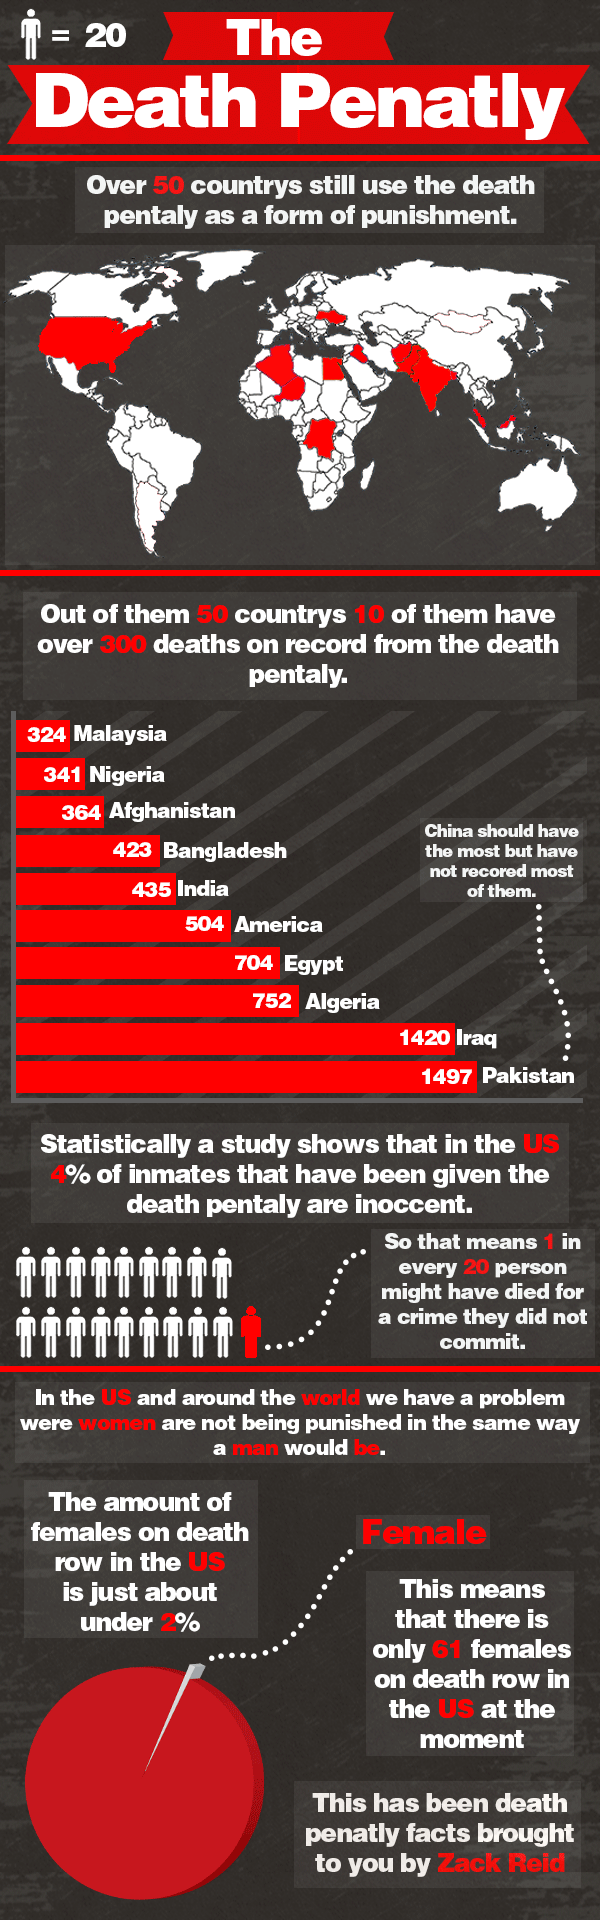 = 20
The
Death Penatly
Over 50 countrys still use the death
pentaly as a form of punishment.
Out of them 50 countrys 10 of them have
over 300 deaths on record from the death
pentaly.
324 Malaysia
341 Nigeria
364 Afghanistan
423 Bangladesh
435 India
504 America
704 Egypt
752 Algeria
1420 Iraq
1497 Pakistan
China should have
the most but have
not recored most
of them.
Statistically a study shows that in the US
4% of inmates that have been given the
death pentaly are inoccent.
So that means 1 in
every 20 person
might have died for
a crime they did not
commit.
In the US and around the world we have a problem
were women are not being punished in the same way
a man would be.
The amount of
females on death
row in the US
is just about
under 2%
Female
This means
that there is
only 61 females
on death row in
the US at the
moment
This has been death
penatly facts brought
to you by Zack Reid